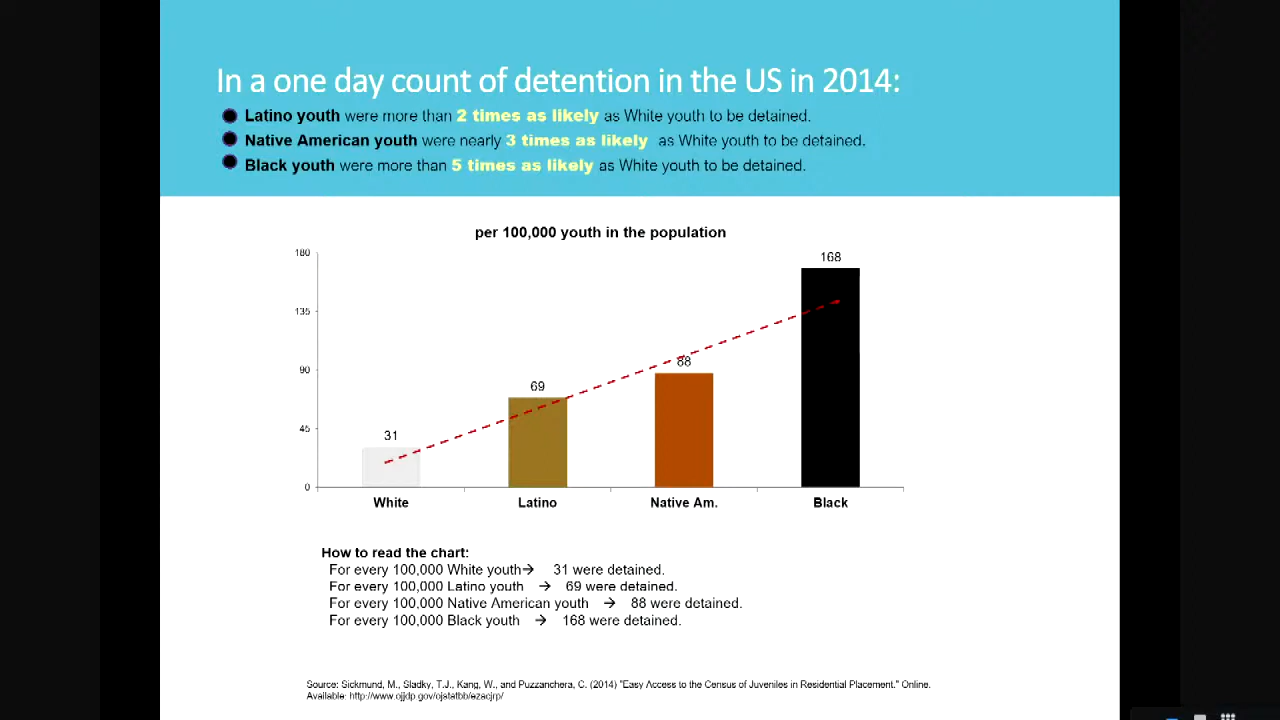 In a one day count of detention in the US in 2014:
Latino youth were more than 2 times as likely as White youth to be detained.
Native American youth were nearly 3 times as likely as White youth to be detained.
Black youth were more than 5 times as likely as White youth to be detained.
per 100,000 youth in the population
180
135
90
45
0
31
69
88
168
White Latino Native Am. Black
How to read the chart:
For every 100,000 White youth→ 31 were detained.
For every 100,000 Latino youth → 69 were detained.
For every 100,000 Native American youth → 88 were detained.
For every 100,000 Black youth → 168 were detained.
Source: Sickmund, M., Sladky, T.J., Kang, W., and Puzzanchera, C. (2014) "Easy Access to the Census of Juveniles in Residential Placement." Online.
Available: http://www.ojjdp.gov/ojstatbb/ezacjrp/